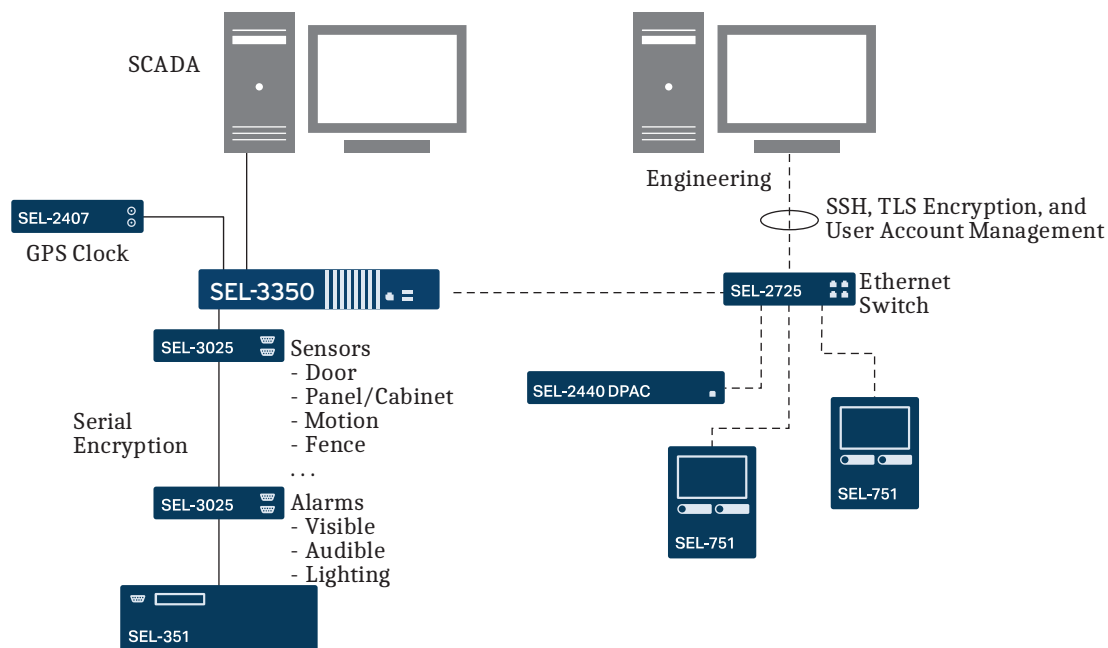 SCADA
Engineering
SSH, TLS Encryption, and
User Account Management
SEL-2407
GPS Clock
SEL-3350
SEL-2725
Ethernet
Switch
SEL-3025
Sensors
- Door
- Panel/Cabinet
- Motion
- Fence
. . .
SEL-2440 DPAC
Serial
Encryption
SEL-3025
Alarms
- Visible
- Audible
- Lighting
SEL-751
SEL-751
SEL-351